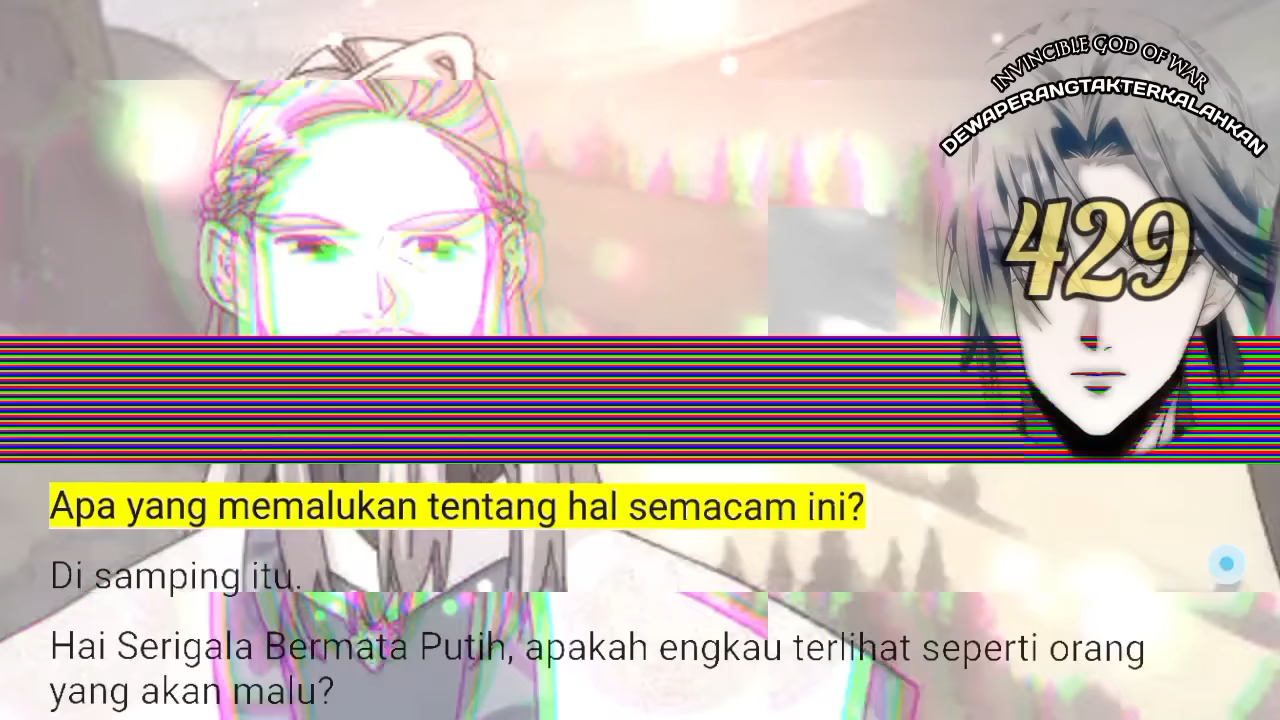 INVINCIBLE GOD OF WAR
DEWAPERANGTAKTERKALAHKAN
429
Apa yang memalukan tentang hal semacam ini?
Di samping itu.
Hai Serigala Bermata Putih, apakah engkau terlihat seperti orang
yang akan malu?